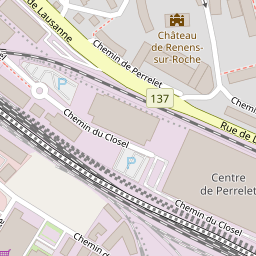 de Lausanne
Chemin de Perrelet
Château
de Renens-
sur-Roche
137
Chemin
Rue de L
P
Chemin du Closel
P
Centre
de Perrelet
Chemin du Closel
Chemin